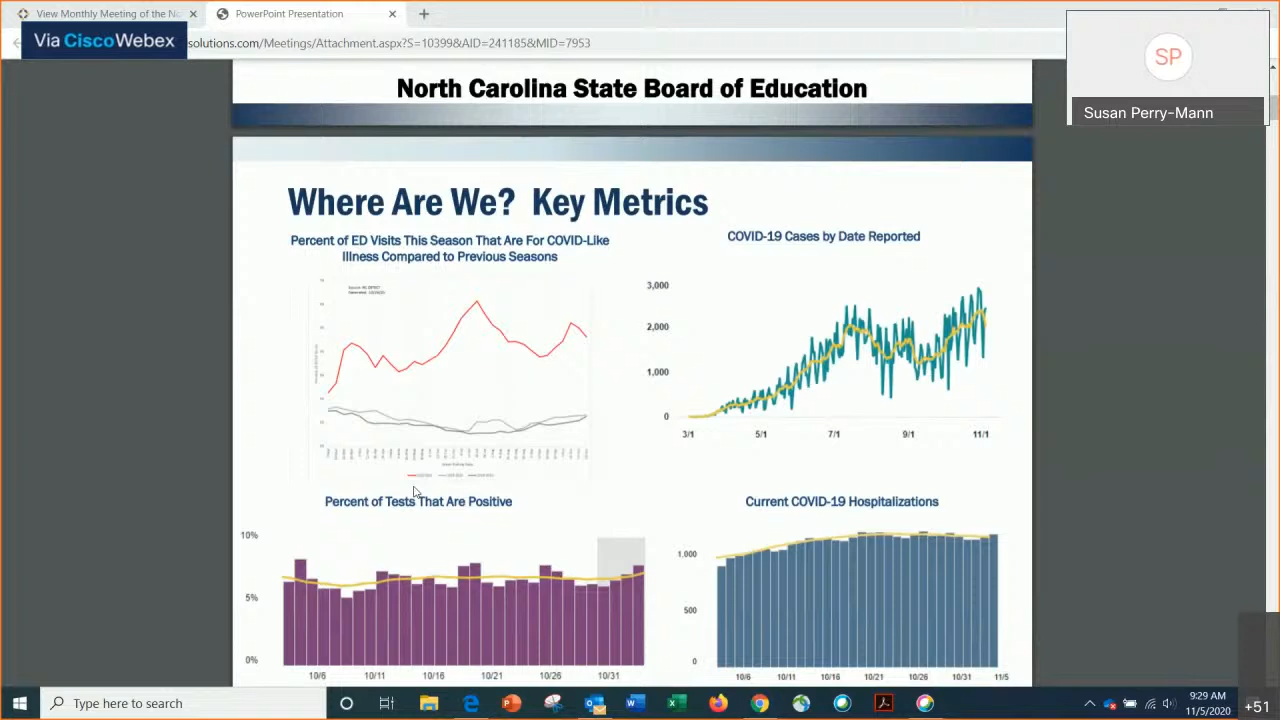 View Monthly Meeting of the No
PowerPoint Presentation
Via CiscoWebex
solutions.com/Meetings/Attachment.aspx?S=10399&AID=241185&MID=7953
SP
Susan Perry-Mann
North Carolina State Board of Education
Where Are We? Key Metrics
Percent of ED Visits This Season That Are For COVID-Like
Illness Compared to Previous Seasons
COVID-19 Cases by Date Reported
3,000
2,000
1,000
0
3/1 5/1 7/1 9/1 11/1
Percent of Tests That Are Positive
10%
5%
0%
10/6 10/11 10/16 10/21 10/26 10/31
Current COVID-19 Hospitalizations
1,000
500
0
10/6 10/11 10/16 10/21 10/26 10/31 11/5
Type here to search
9:29 AM
11/5/2020
+51